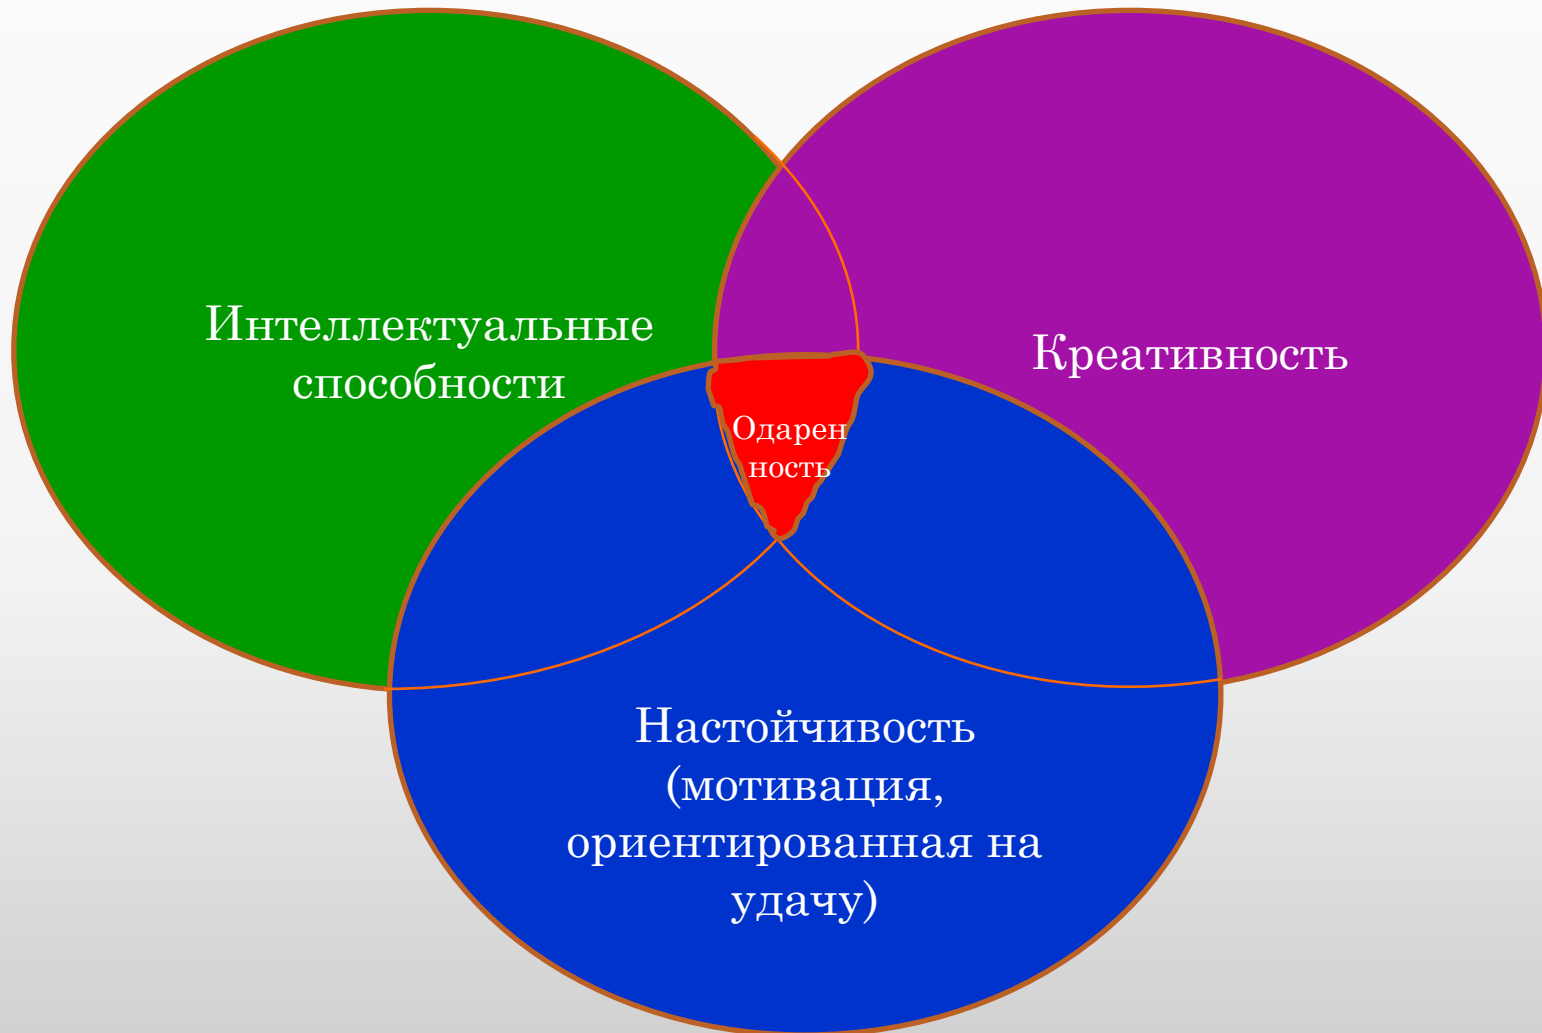 Интеллектуальные
способности
Креативность
Одарен
ность
Настойчивость
(мотивация,
ориентированная на
удачу)